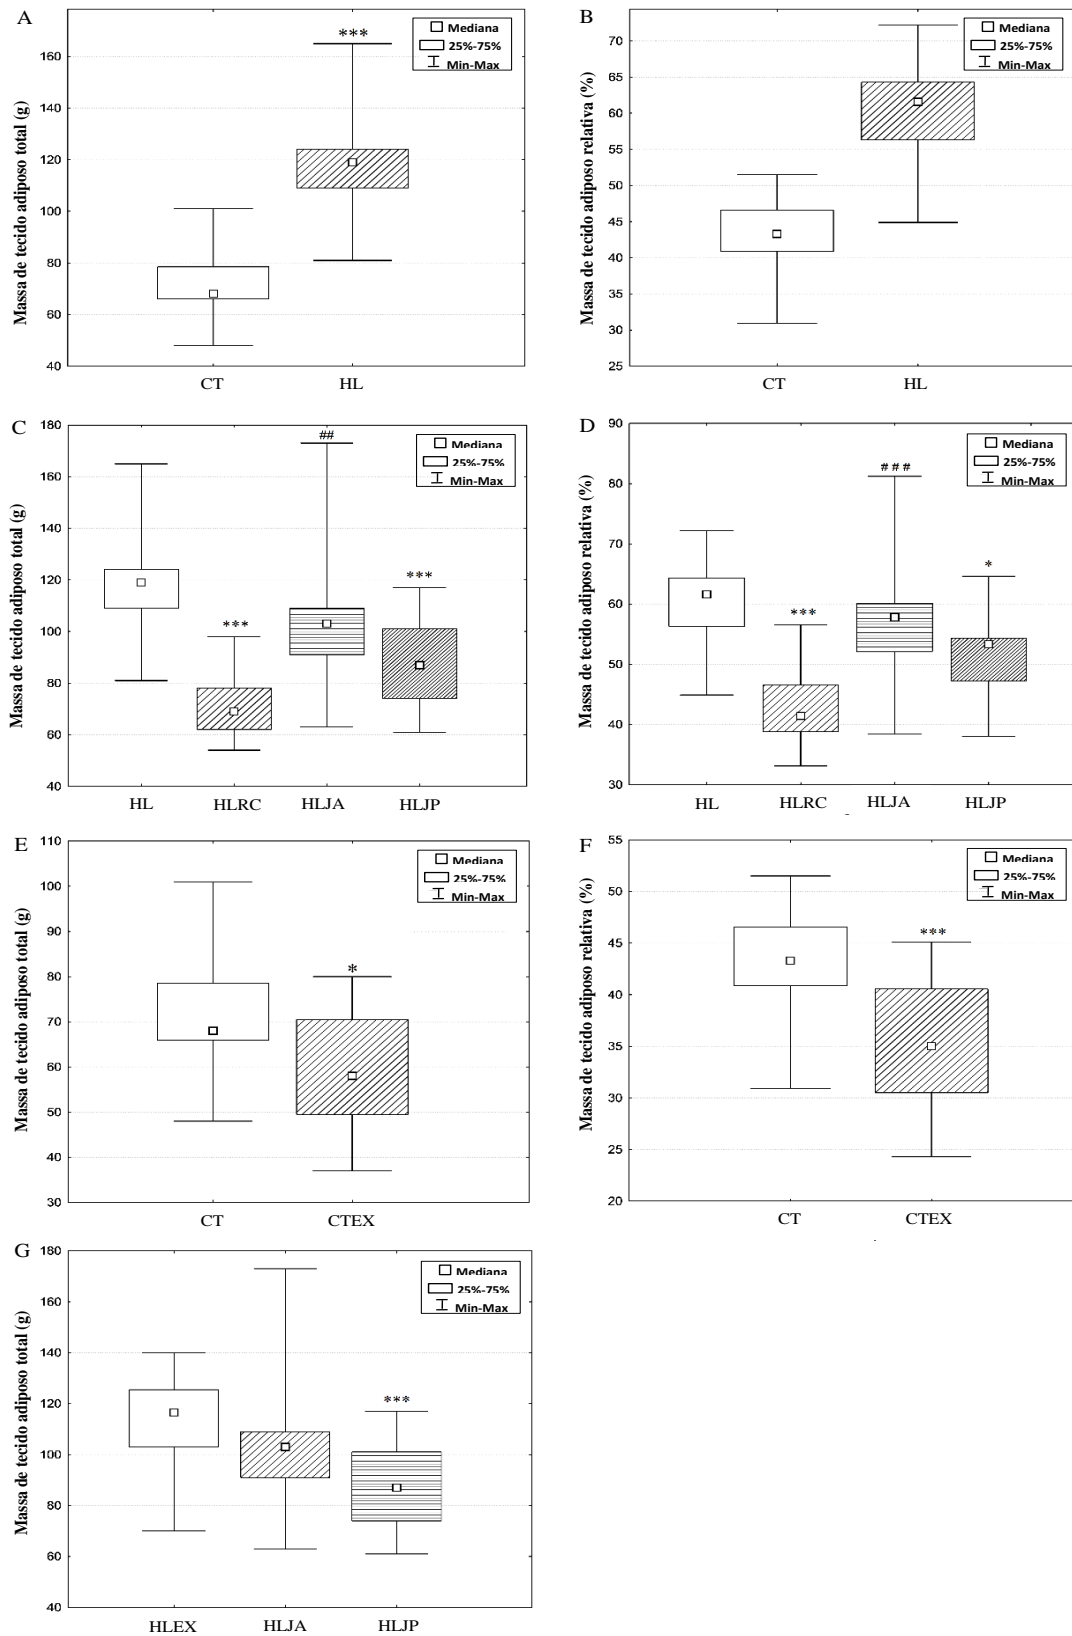 A
Massa de tecido adiposo total (g)
160
140
120
100
80
60
40
***
Mediana
25%-75%
Min-Max
CT HL
B
Massa de tecido adiposo relativa (%)
70
65
60
55
50
45
40
35
30
25
Mediana
25%-75%
Min-Max
CT HL
C
Massa de tecido adiposo total (g)
180
160
140
120
100
80
60
40
***
##
***
Mediana
25%-75%
Min-Max
HL HLRC HLJA HLJP
D
Massa de tecido adiposo relativa (%)
90
80
70
60
50
40
30
***
###
*
Mediana
25%-75%
Min-Max
HL HLRC HLJA HLJP
E
Massa de tecido adiposo total (g)
110
100
90
80
70
60
50
40
30
*
Mediana
25%-75%
Min-Max
CT CTEX
F
Massa de tecido adiposo relativa (%)
55
50
45
40
35
30
25
20
***
Mediana
25%-75%
Min-Max
CT CTEX
G
Massa de tecido adiposo total (g)
180
160
140
120
100
80
60
40
***
Mediana
25%-75%
Min-Max
HLEX HLJA HLJP